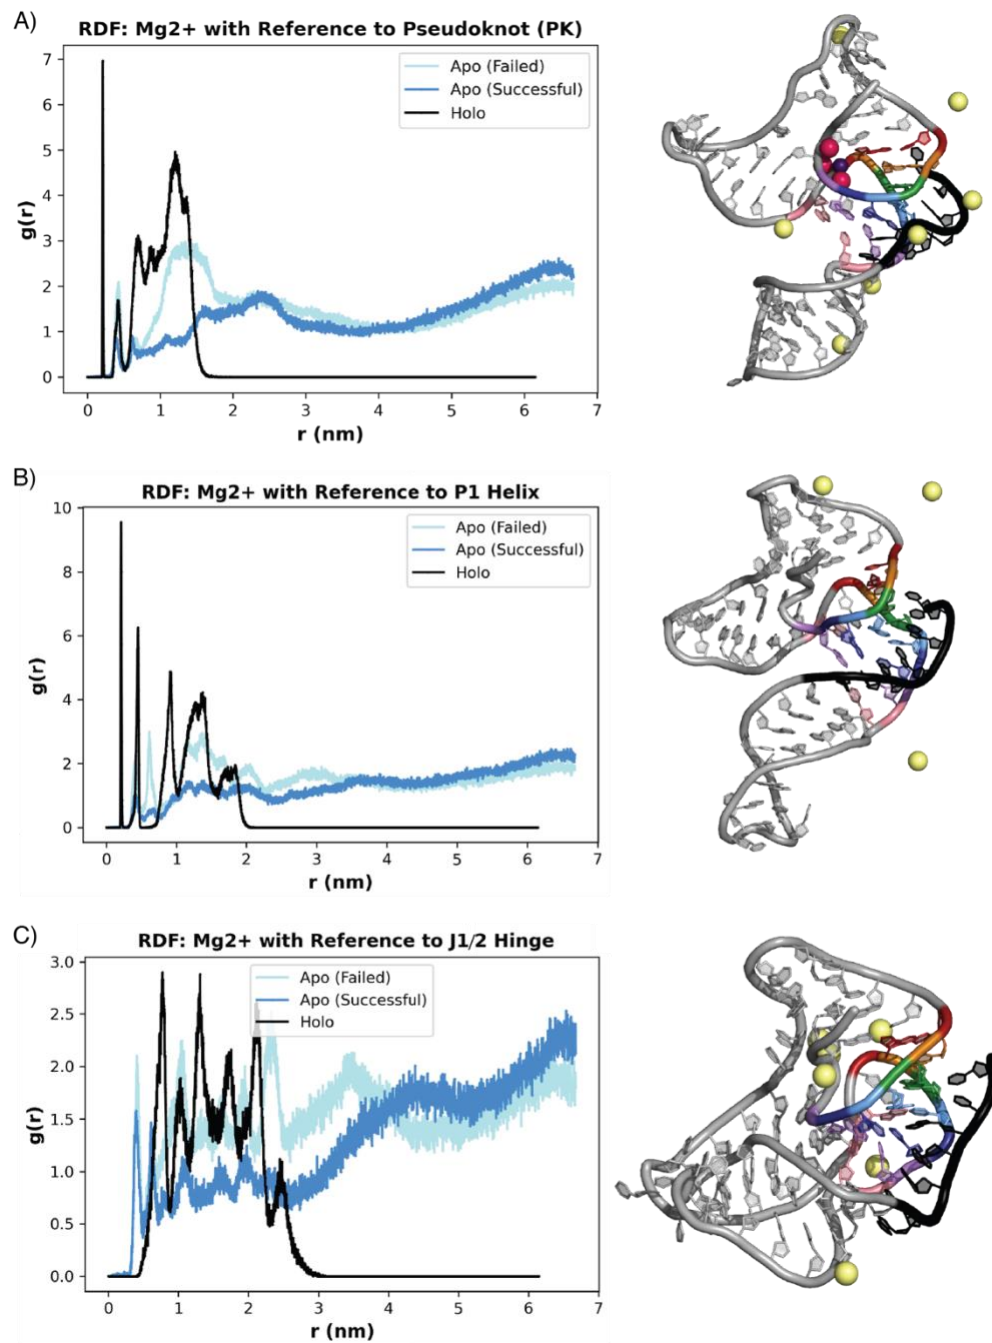 A)
RDF: Mg2+ with Reference to Pseudoknot (PK)
Apo (Failed)
Apo (Successful)
Holo
g(r)
7
6
5
4
3
2
1
0
0 1 2 3 4 5 6 7
r (nm)
B)
RDF: Mg2+ with Reference to P1 Helix
Apo (Failed)
Apo (Successful)
Holo
g(r)
10
8
6
4
2
0
0 1 2 3 4 5 6 7
r (nm)
C)
RDF: Mg2+ with Reference to J1/2 Hinge
Apo (Failed)
Apo (Successful)
Holo
g(r)
3.0
2.5
2.0
1.5
1.0
0.5
0.0
0 1 2 3 4 5 6 7
r (nm)